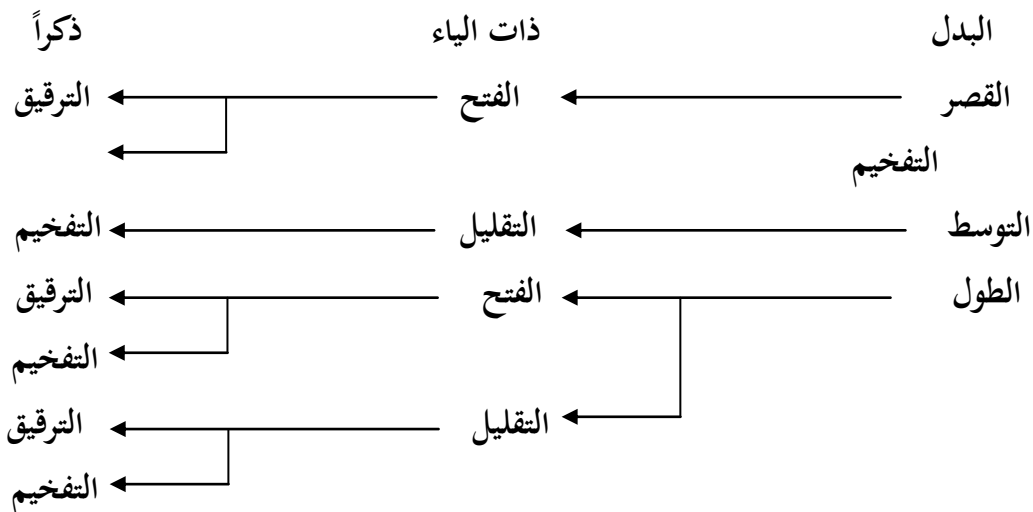 البدل ذات الياء ذكراً
القصر الفتح الترقيق
التفخيم
التوسط التقليل التفخيم
الطول الفتح الترقيق
التفخيم
التقليل الترقيق
التفخيم